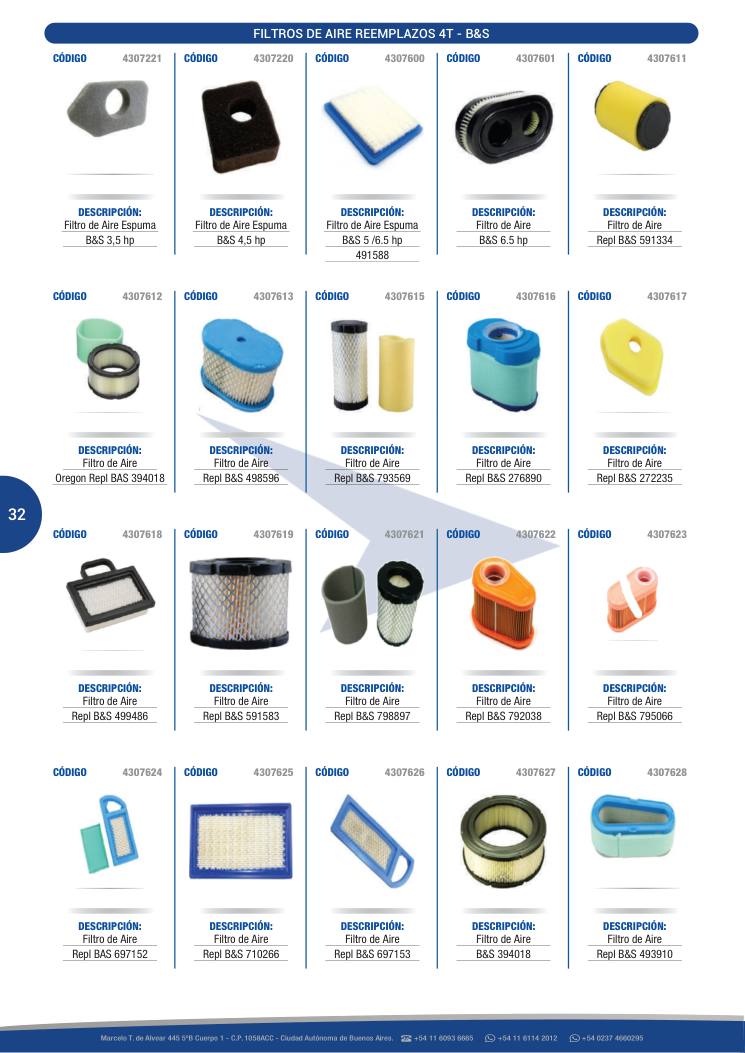 FILTROS DE AIRE REEMPLAZOS 4T - B&S
CÓDIGO 4307221
DESCRIPCIÓN:
Filtro de Aire Espuma
B&S 3,5 hp
CÓDIGO 4307220
DESCRIPCIÓN:
Filtro de Aire Espuma
B&S 4,5 hp
CÓDIGO 4307600
DESCRIPCIÓN:
Filtro de Aire Espuma
B&S 5 /6.5 hp
491588
CÓDIGO 4307601
DESCRIPCIÓN:
Filtro de Aire
B&S 6.5 hp
CÓDIGO 4307611
DESCRIPCIÓN:
Filtro de Aire
Repl B&S 591334
CÓDIGO 4307612
DESCRIPCIÓN:
Filtro de Aire
Oregon Repl BAS 394018
CÓDIGO 4307613
DESCRIPCIÓN:
Filtro de Aire
Repl B&S 498596
CÓDIGO 4307615
DESCRIPCIÓN:
Filtro de Aire
Repl B&S 793569
CÓDIGO 4307616
DESCRIPCIÓN:
Filtro de Aire
Repl B&S 276890
CÓDIGO 4307617
DESCRIPCIÓN:
Filtro de Aire
Repl B&S 272235
32
CÓDIGO 4307618
DESCRIPCIÓN:
Filtro de Aire
Repl B&S 499486
CÓDIGO 4307619
DESCRIPCIÓN:
Filtro de Aire
Repl B&S 591583
CÓDIGO 4307621
DESCRIPCIÓN:
Filtro de Aire
Repl B&S 798897
CÓDIGO 4307622
DESCRIPCIÓN:
Filtro de Aire
Repl B&S 792038
CÓDIGO 4307623
DESCRIPCIÓN:
Filtro de Aire
Repl B&S 795066
CÓDIGO 4307624
DESCRIPCIÓN:
Filtro de Aire
Repl BAS 697152
CÓDIGO 4307625
DESCRIPCIÓN:
Filtro de Aire
Repl B&S 710266
CÓDIGO 4307626
DESCRIPCIÓN:
Filtro de Aire
Repl B&S 697153
CÓDIGO 4307627
DESCRIPCIÓN:
Filtro de Aire
B&S 394018
CÓDIGO 4307628
DESCRIPCIÓN:
Filtro de Aire
Repl B&S 493910
Marcelo T. de Alvear 445 5ºB Cuerpo 1 - C.P. 1058ACC - Ciudad Autónoma de Buenos Aires. +54 11 6093 6665 +54 11 6114 2012 +54 0237 4660295